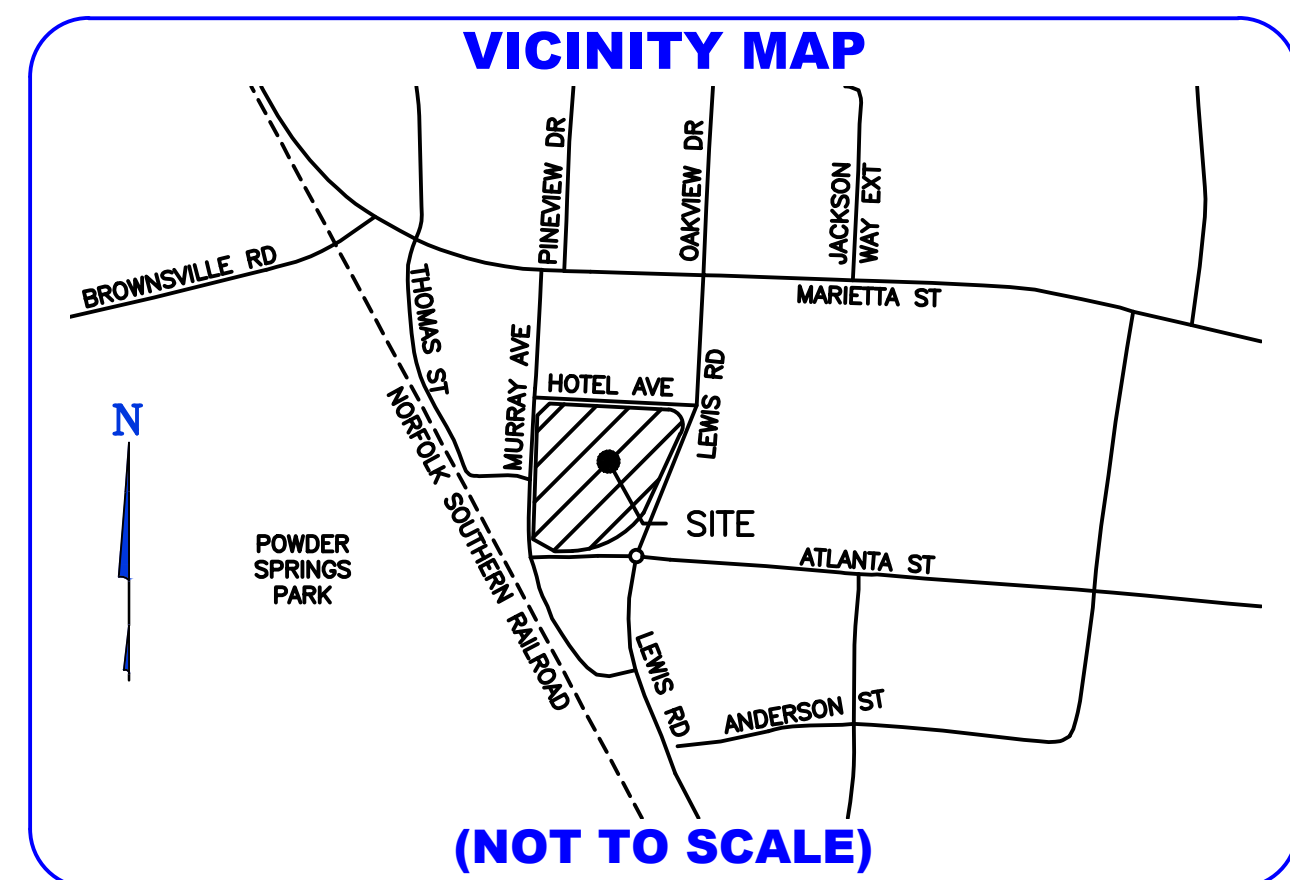 VICINITY MAP
PINEVIEW DR
OAKVIEW DR
JACKSON
WAY EXT
BROWNSVILLE RD
MARIETTA ST
THOMAS ST
MURRAY AVE
HOTEL AVE
LEWIS RD
N
NORFOLK SOUTHERN RAILROAD
SITE
POWDER
SPRINGS
PARK
ATLANTA ST
LEWIS RD
ANDERSON ST
(NOT TO SCALE)